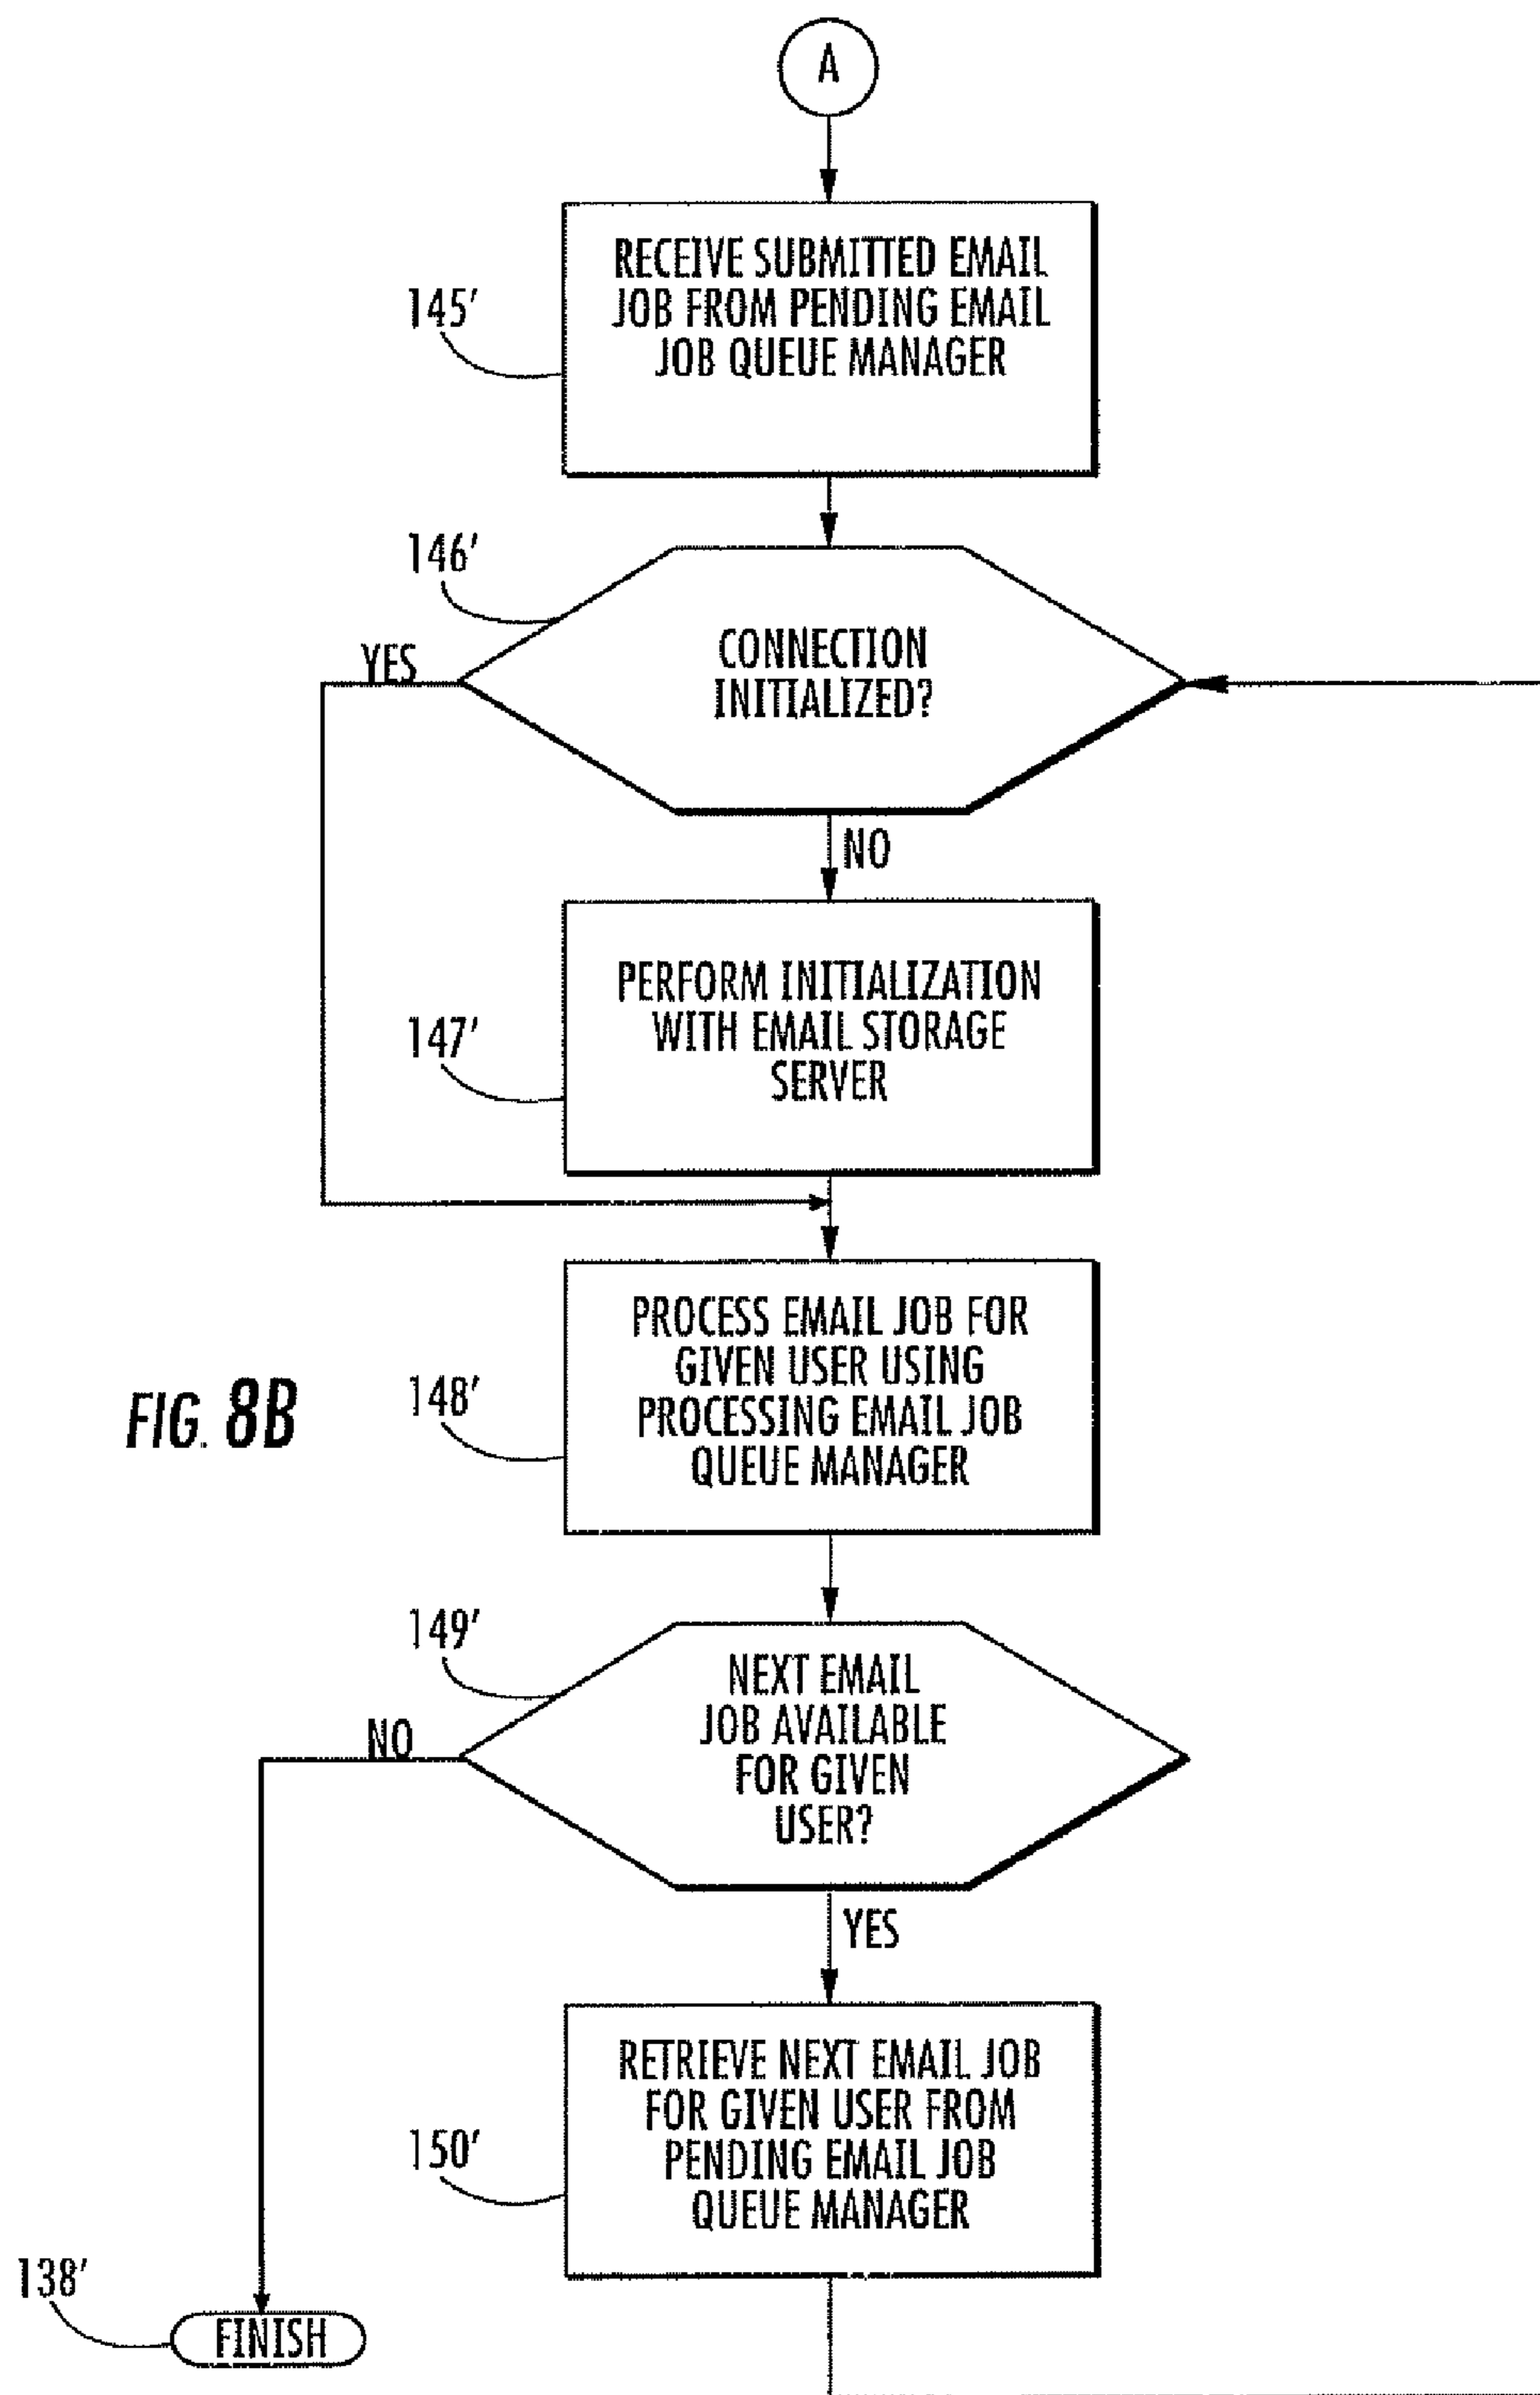 A
RECEIVE SUBMITTED EMAIL
JOB FROM PENDING EMAIL
JOB QUEUE MANAGER
145'
146'
YES
CONNECTION
INITIALIZED?
NO
PERFORM INITIALIZATION
WITH EMAIL STORAGE
SERVER
147'
PROCESS EMAIL JOB FOR
GIVEN USER USING
PROCESSING EMAIL JOB
QUEUE MANAGER
148'
FIG. 8B
149'
NO
NEXT EMAIL
JOB AVAILABLE
FOR GIVEN
USER?
YES
RETRIEVE NEXT EMAIL JOB
FOR GIVEN USER FROM
PENDING EMAIL JOB
QUEUE MANAGER
150'
138'
FINISH